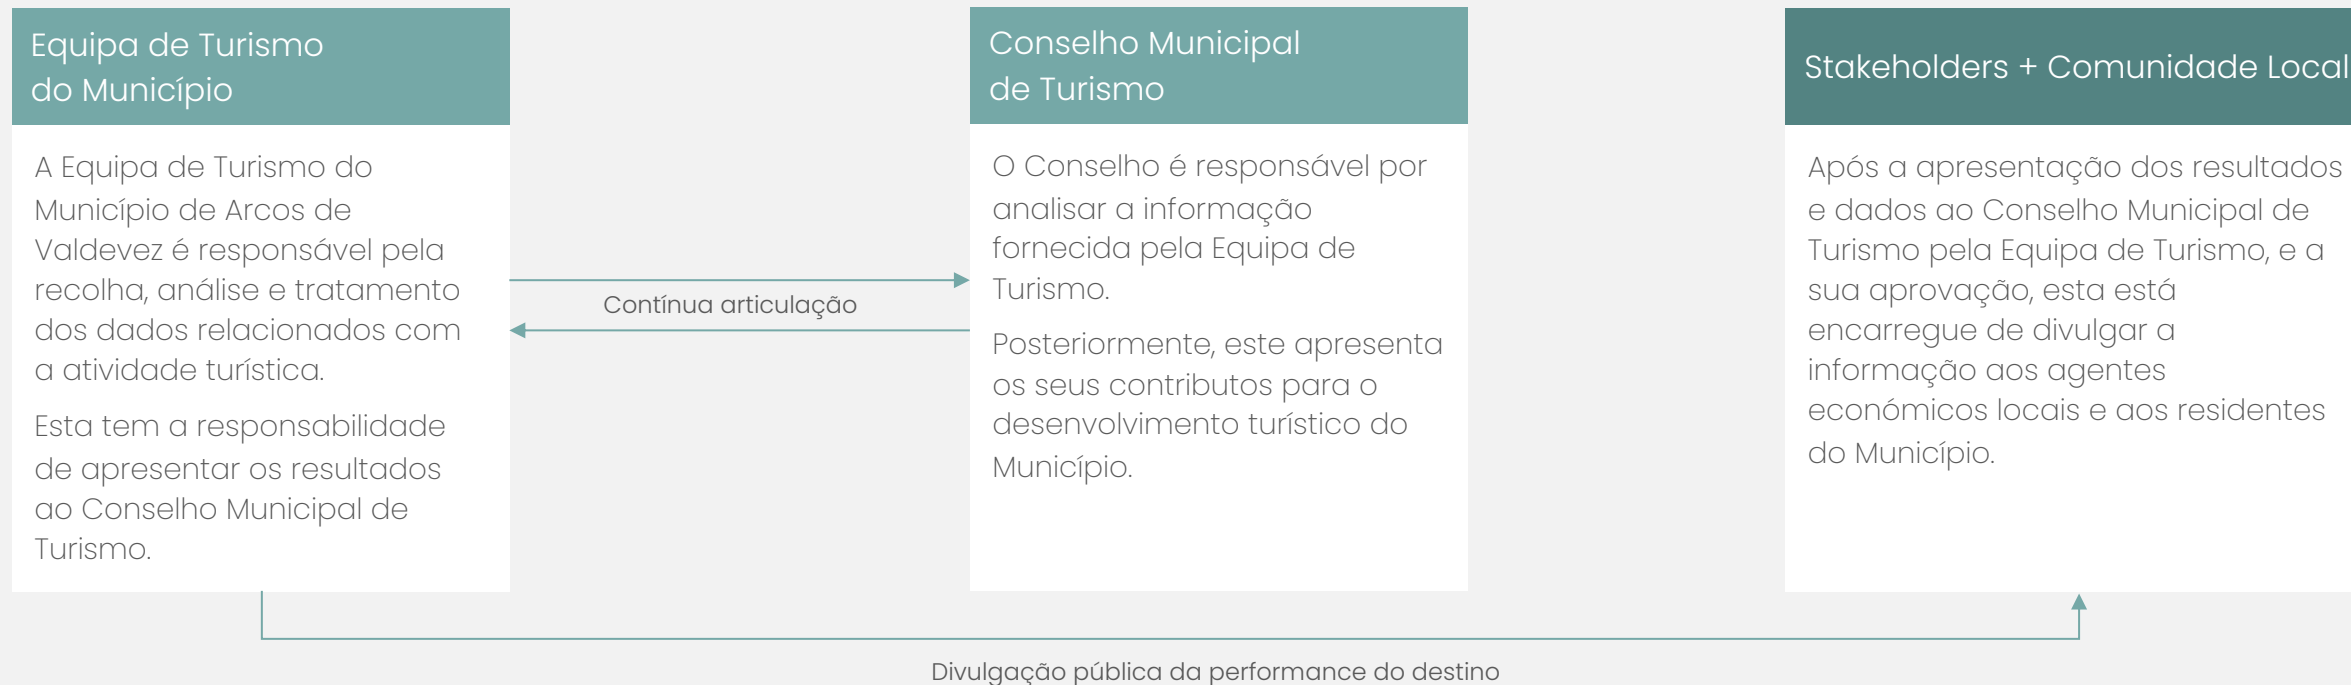 Equipa de Turismo
do Município
A Equipa de Turismo do
Município de Arcos de
Valdevez é responsável pela
recolha, análise e tratamento
dos dados relacionados com
a atividade turística.
Esta tem a responsabilidade
de apresentar os resultados
ao Conselho Municipal de
Turismo.
Contínua articulação
Conselho Municipal
de Turismo
O Conselho é responsável por
analisar a informação
fornecida pela Equipa de
Turismo.
Posteriormente, este apresenta
os seus contributos para o
desenvolvimento turístico do
Município.
Stakeholders + Comunidade Local
Após a apresentação dos resultados
e dados ao Conselho Municipal de
Turismo pela Equipa de Turismo, e a
sua aprovação, esta está
encarregue de divulgar a
informação aos agentes
económicos locais e aos residentes
do Município.
Divulgação pública da performance do destino